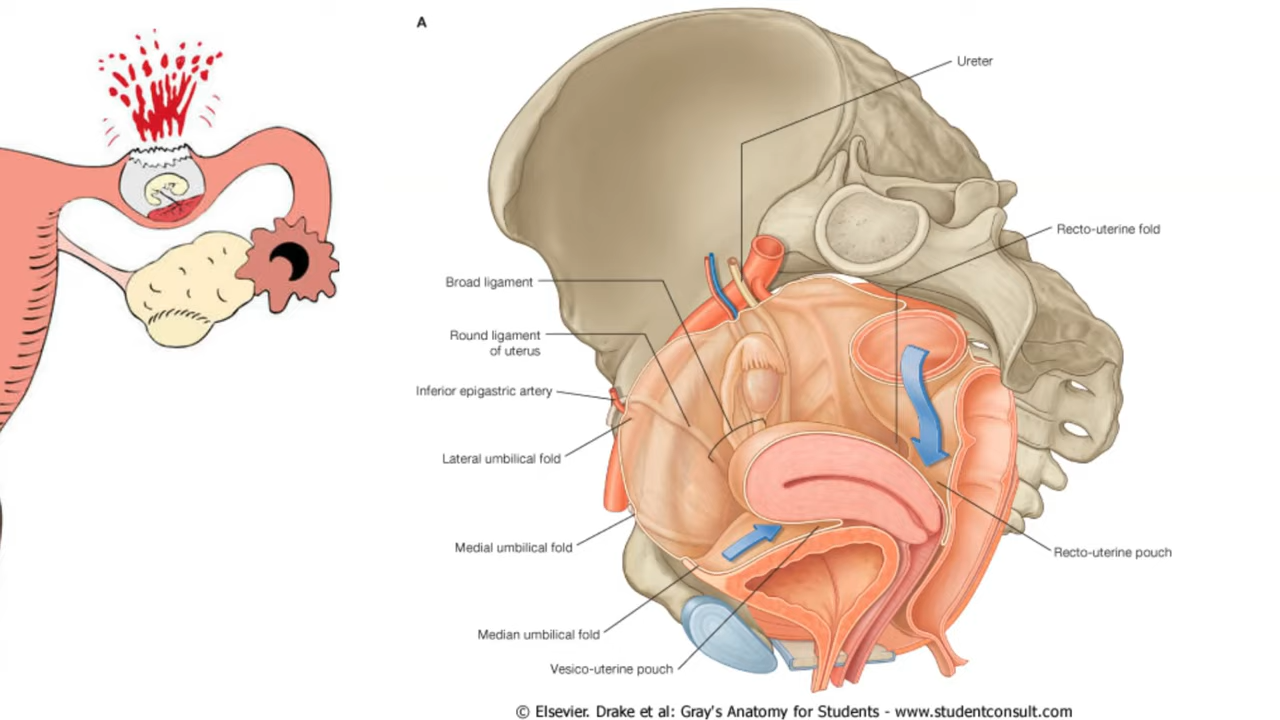 A
Ureter
Recto-uterine fold
Broad ligament
Round ligament
of uterus
Inferior epigastric artery
Lateral umbilical fold
Medial umbilical fold
Recto-uterine pouch
Median umbilical fold
Vesico-uterine pouch
© Elsevier. Drake et al: Gray's Anatomy for Students - www.studentconsult.com